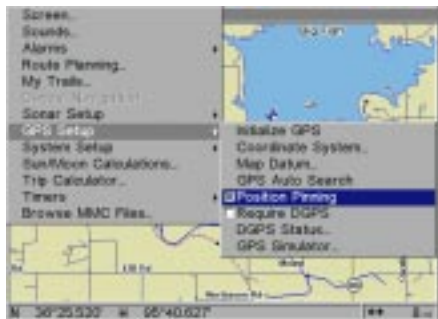 Screen...
Sounds...
Alarms
Route Planning...
My Trails...
Sonar Setup
GPS Setup
System Setup
Sun/Moon Calculations...
Trip Calculator...
Timers
Browse MMC Files...
Initialize GPS
Coordinate System...
Map Datum...
GPS Auto Search
Position Pinning
Require DGPS
DGPS Status...
GPS Simulator...
N 36°25.520' W 95°40.627'